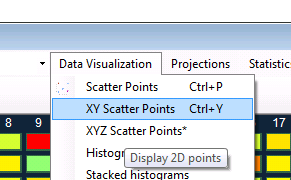 Data Visualization Projections Statistics
Scatter Points Ctrl+P
XY Scatter Points Ctrl+Y
8 9 17
XYZ Scatter Points*
Display 2D points
Stacked histograms